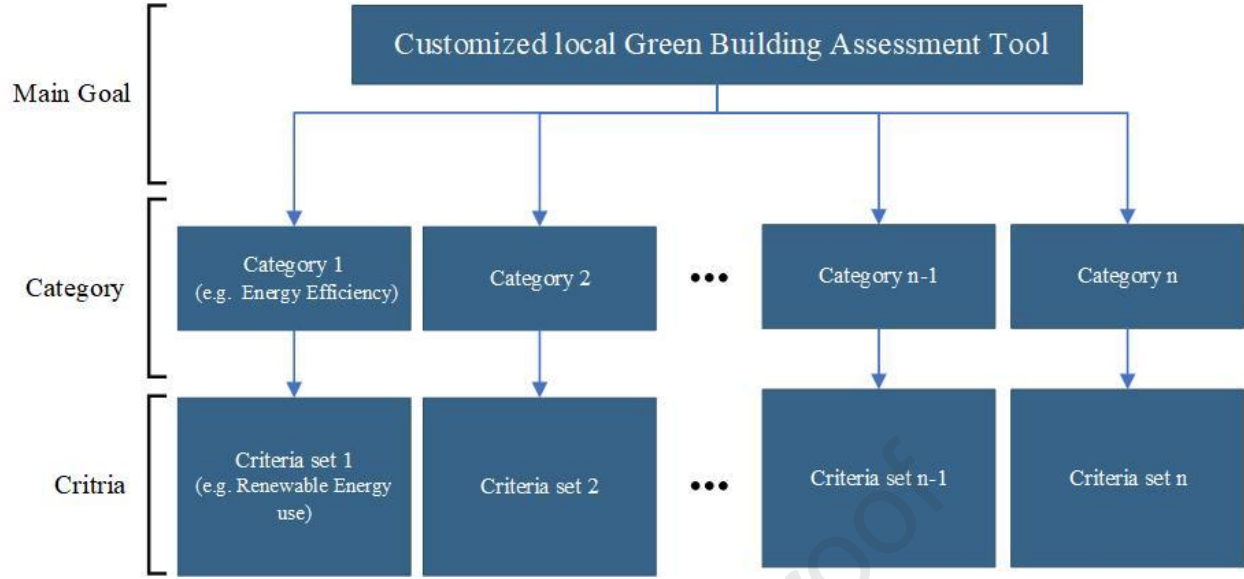 Customized local Green Building Assessment Tool
Main Goal
Category
Category 1
(e.g. Energy Efficiency)
Category 2
•••
Category n-1
Category n
Critria
Criteria set 1
(e.g. Renewable Energy
use)
Criteria set 2
•••
Criteria set n-1
Criteria set n
roof